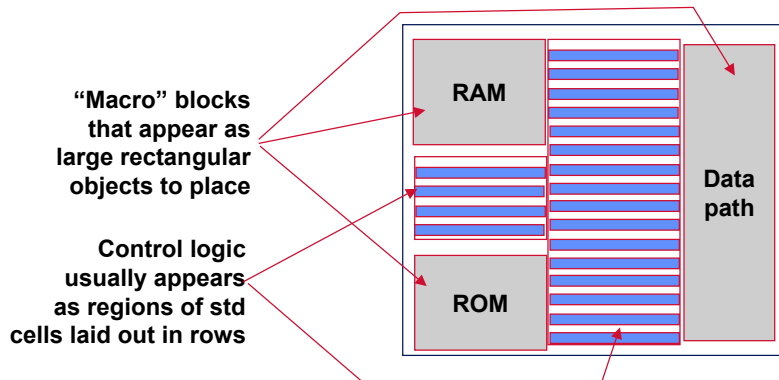 “Macro” blocks
that appear as
large rectangular
objects to place
Control logic
usually appears
as regions of std
cells laid out in rows
RAM
ROM
Data
path